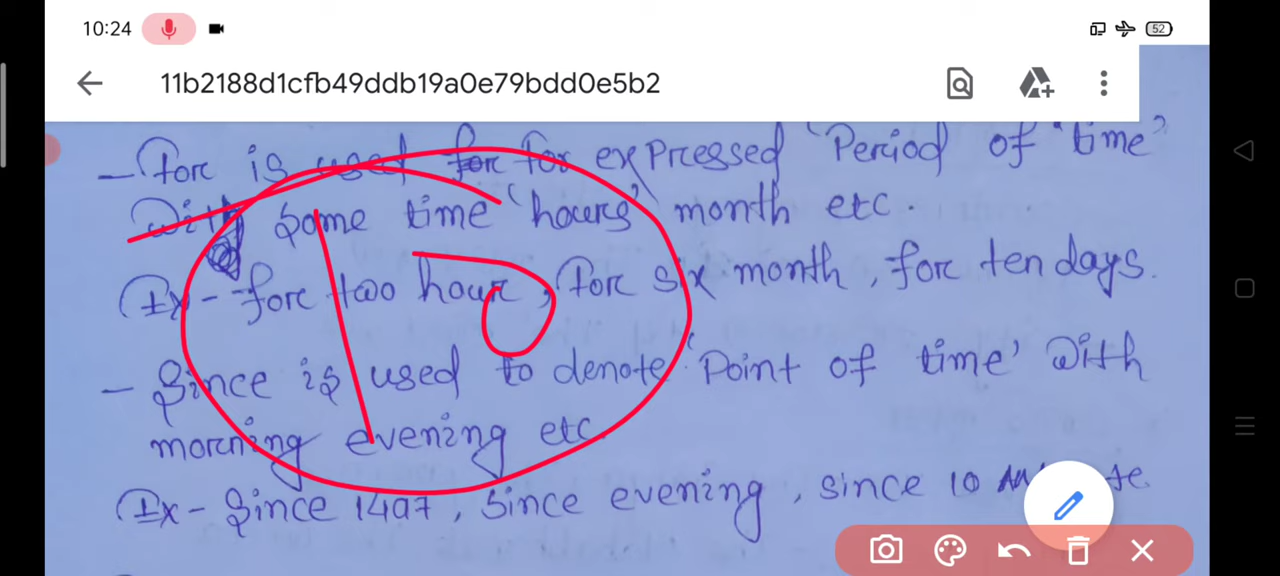 10:24 52
11b2188d1cfb49ddb19a0e79bdd0e5b2
- For is used for for expressed 'Period of time'
With some time 'hours' month etc.
Ex - for two hour, for six month, for ten days.
- Since is used to denote 'Point of time' With
morning evening etc.
Ex - Since 1497, Since evening, since 10 AM